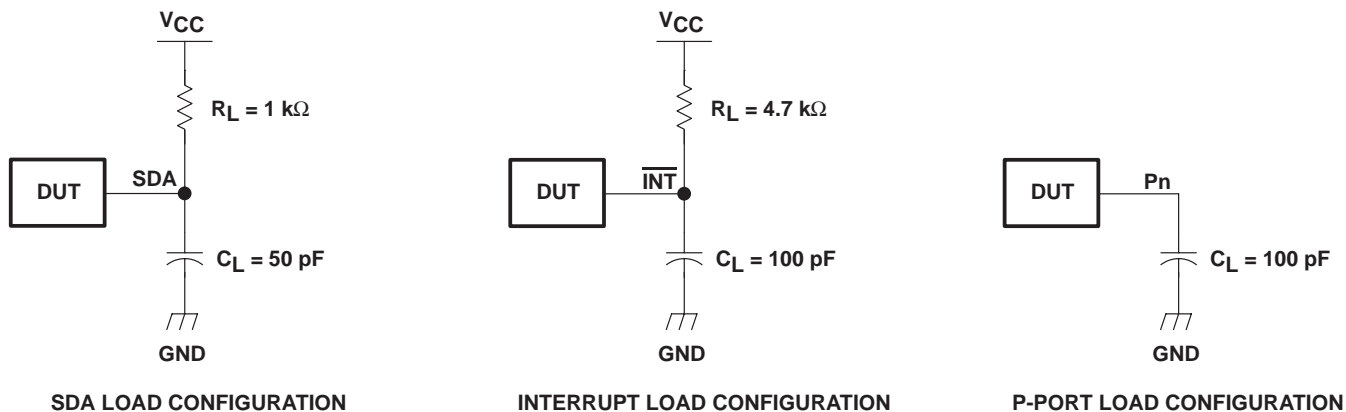 VCC
RL = 1 kΩ
DUT
SDA
CL = 50 pF
GND
SDA LOAD CONFIGURATION
VCC
RL = 4.7 kΩ
DUT
INT
CL = 100 pF
GND
INTERRUPT LOAD CONFIGURATION
DUT
Pn
CL = 100 pF
GND
P-PORT LOAD CONFIGURATION